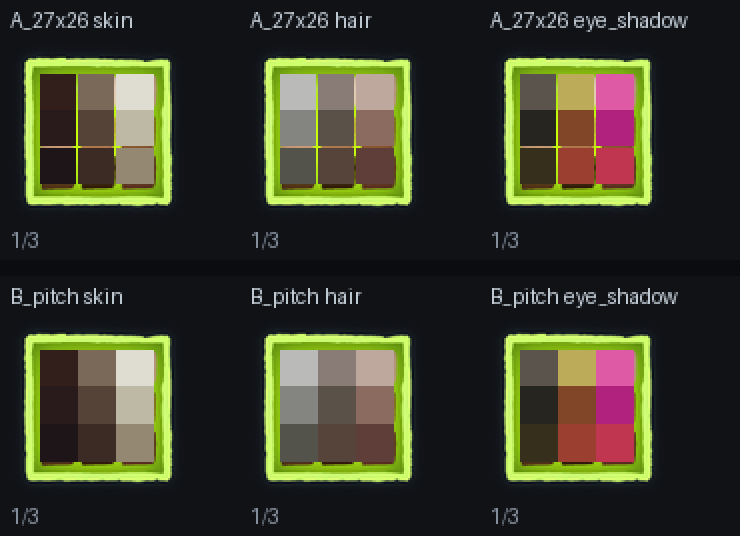 A_27x26 skin
A_27x26 hair
A_27x26 eye_shadow
1/3
1/3
1/3
B_pitch skin
B_pitch hair
B_pitch eye_shadow
1/3
1/3
1/3